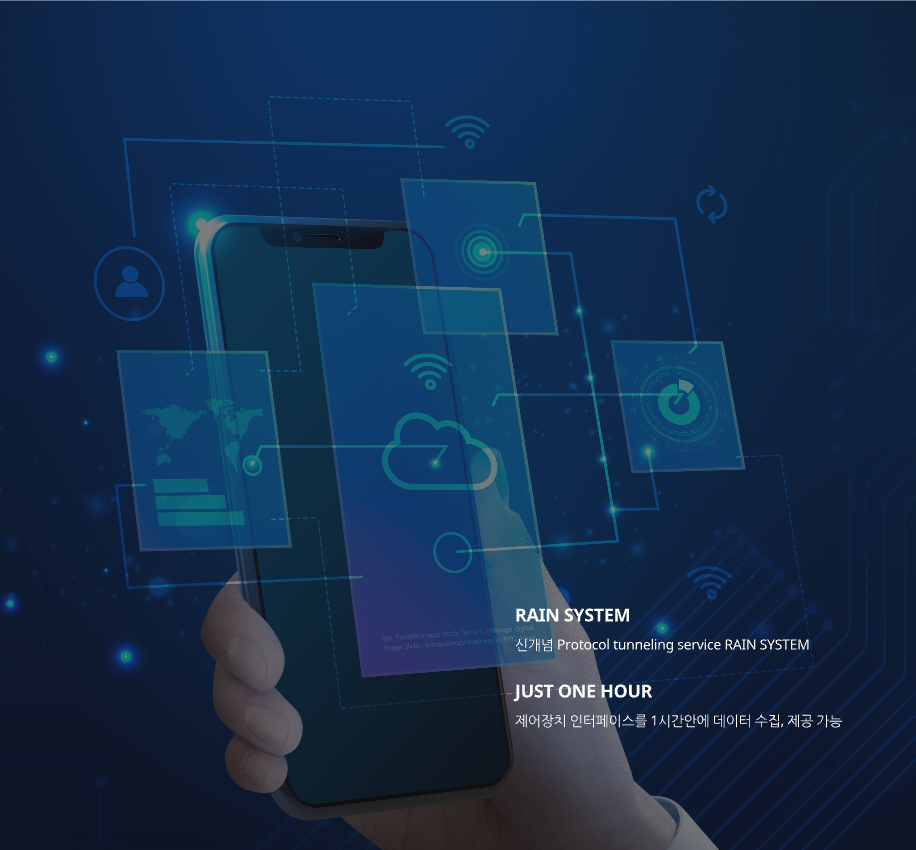 RAIN SYSTEM
신개념 Protocol tunneling service RAIN SYSTEM
JUST ONE HOUR
제어장치 인터페이스를 1시간안에 데이터 수집, 제공 가능